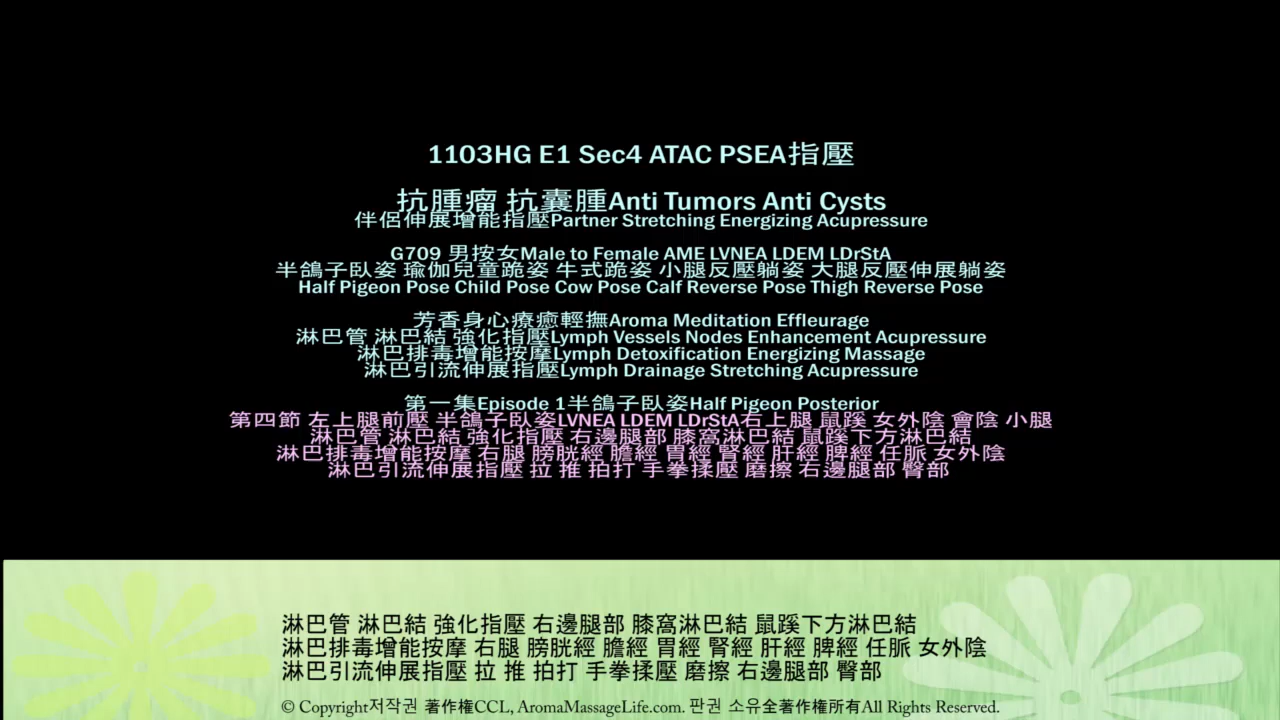 1103HG E1 Sec4 ATAC PSEA指壓
抗腫瘤 抗囊腫Anti Tumors Anti Cysts
伴侶伸展增能指壓Partner Stretching Energizing Acupressure
G709 男按女Male to Female AME LVNEA LDEM LDrStA
半鴿子臥姿 瑜伽兒童跪姿 牛式跪姿 小腿反壓躺姿 大腿反壓伸展躺姿
Half Pigeon Pose Child Pose Cow Pose Calf Reverse Pose Thigh Reverse Pose
芳香身心療癒輕撫Aroma Meditation Effleurage
淋巴管 淋巴結 強化指壓Lymph Vessels Nodes Enhancement Acupressure
淋巴排毒增能按摩Lymph Detoxification Energizing Massage
淋巴引流伸展指壓Lymph Drainage Stretching Acupressure
第一集Episode 1半鴿子臥姿Half Pigeon Posterior
第四節 左上腿前壓 半鴿子臥姿LVNEA LDEM LDrStA右上腿 鼠蹊 女外陰 會陰 小腿
淋巴管 淋巴結 強化指壓 右邊腿部 膝窩淋巴結 鼠蹊下方淋巴結
淋巴排毒增能按摩 右腿 膀胱經 膽經 胃經 腎經 肝經 脾經 任脈 女外陰
淋巴引流伸展指壓 拉 推 拍打 手拳揉壓 磨擦 右邊腿部 臀部
淋巴管 淋巴結 強化指壓 右邊腿部 膝窩淋巴結 鼠蹊下方淋巴結
淋巴排毒增能按摩 右腿 膀胱經 膽經 胃經 腎經 肝經 脾經 任脈 女外陰
淋巴引流伸展指壓 拉 推 拍打 手拳揉壓 磨擦 右邊腿部 臀部
© Copyright저작권 著作權CCL, AromaMassageLife.com. 판권 소유全著作權所有All Rights Reserved.